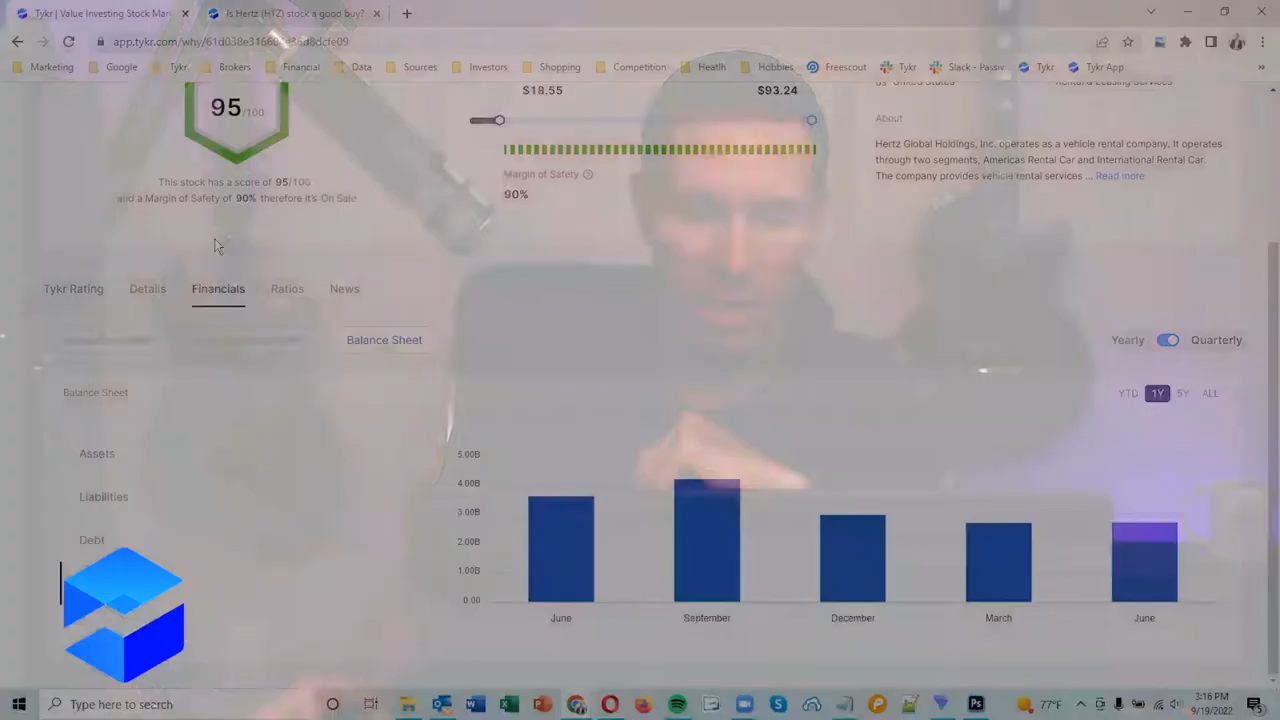 Tykr | Value Investing Stock Mar
Is Hertz (HTZ) stock a good buy?
Marketing Google Tykr Brokers Financial Data Sources Investors Shopping Competition Heatlh Hobbies Freescout Tykr Slack - Passiv Tykr Tykr App
95/100
$18.55 $93.24
United States
Rental & Leasing Services
This stock has a score of 95/100
and a Margin of Safety of 90% therefore it's On Sale
Margin of Safety
90%
About
Hertz Global Holdings, Inc. operates as a vehicle rental company. It operates
through two segments, Americas Rental Car and International Rental Car.
The company provides vehicle rental services ... Read more
Tykr Rating Details Financials Ratios News
Balance Sheet
Yearly Quarterly
Balance Sheet
YTD 1Y 5Y ALL
Assets
Liabilities
Debt
5.00B
4.00B
3.00B
2.00B
1.00B
0.00
June September December March June
Type here to search
77°F
3:16 PM
9/19/2022
5